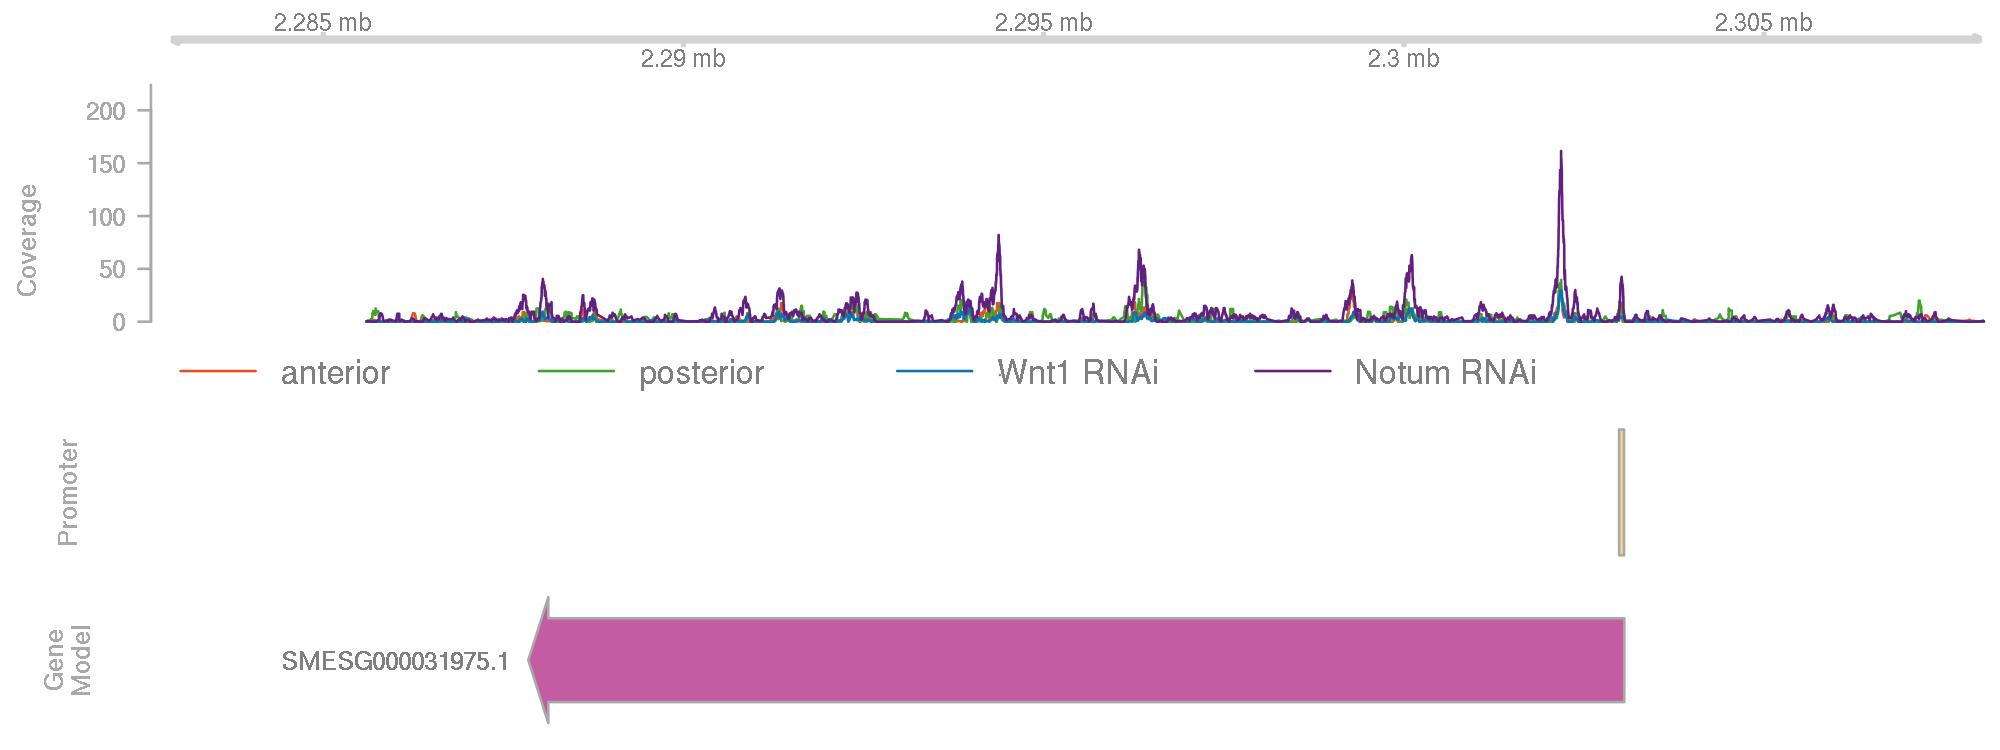 2.285 mb
2.295 mb
2.305 mb
2.29 mb
2.3 mb
Coverage
200
150
100
50
0
anterior
posterior
Wnt1 RNAi
Notum RNAi
Promoter
Gene
Model
SMESG000031975.1